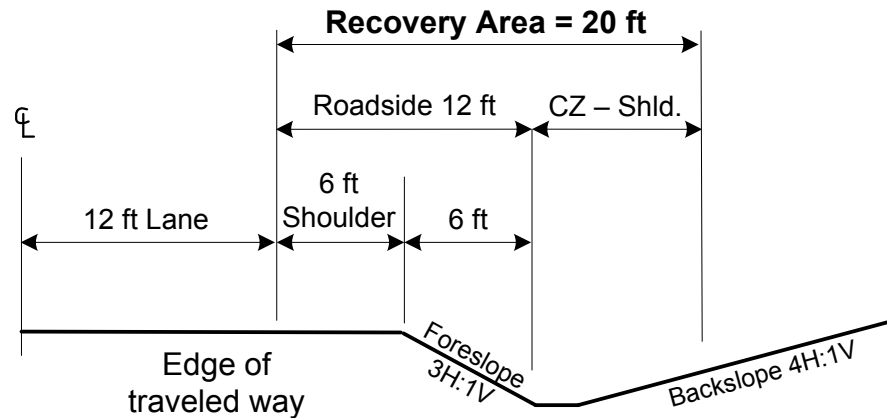 Recovery Area = 20 ft
Roadside 12 ft
CZ – Shld.
℄
6 ft
Shoulder
12 ft Lane
6 ft
Foreslope
3H:1V
Backslope 4H:1V
Edge of
traveled way